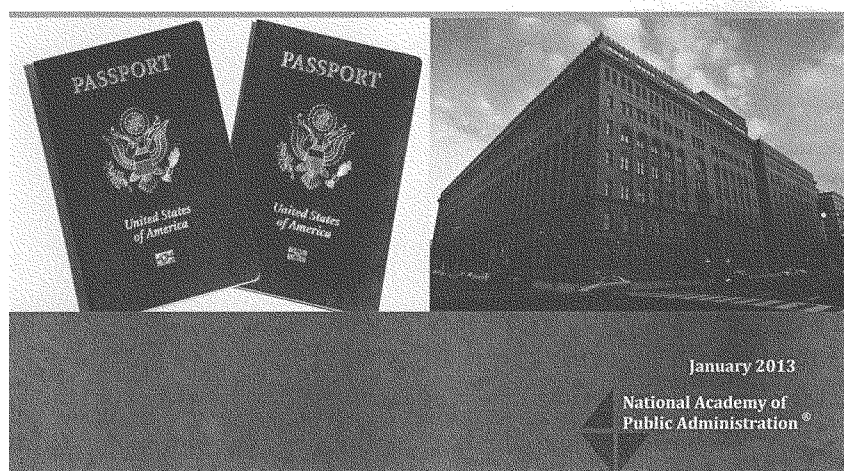 PASSPORT
United States
of America
PASSPORT
United States
of America
January 2013
National Academy of
Public Administration ®